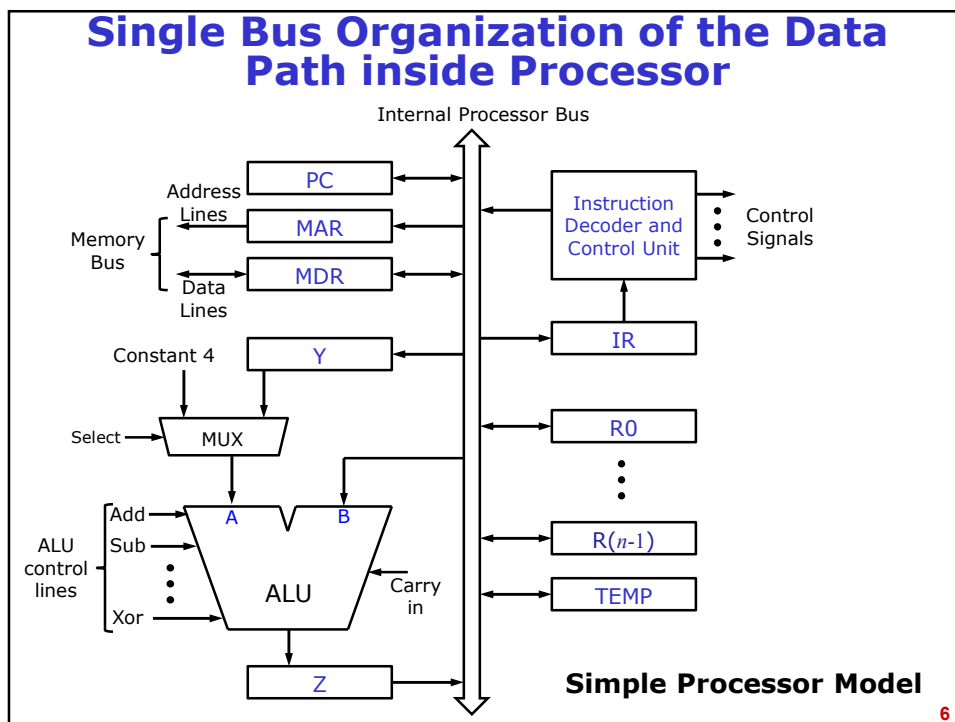 Single Bus Organization of the Data
Path inside Processor
Internal Processor Bus
PC
Address
Lines
MAR
Memory
Bus
MDR
Data
Lines
Instruction
Decoder and
Control Unit
Control
Signals
IR
Constant 4
Y
Select
MUX
R0
A
B
Add
Sub
ALU
control
lines
Xor
ALU
Carry
in
R(n-1)
TEMP
Z
Simple Processor Model
6